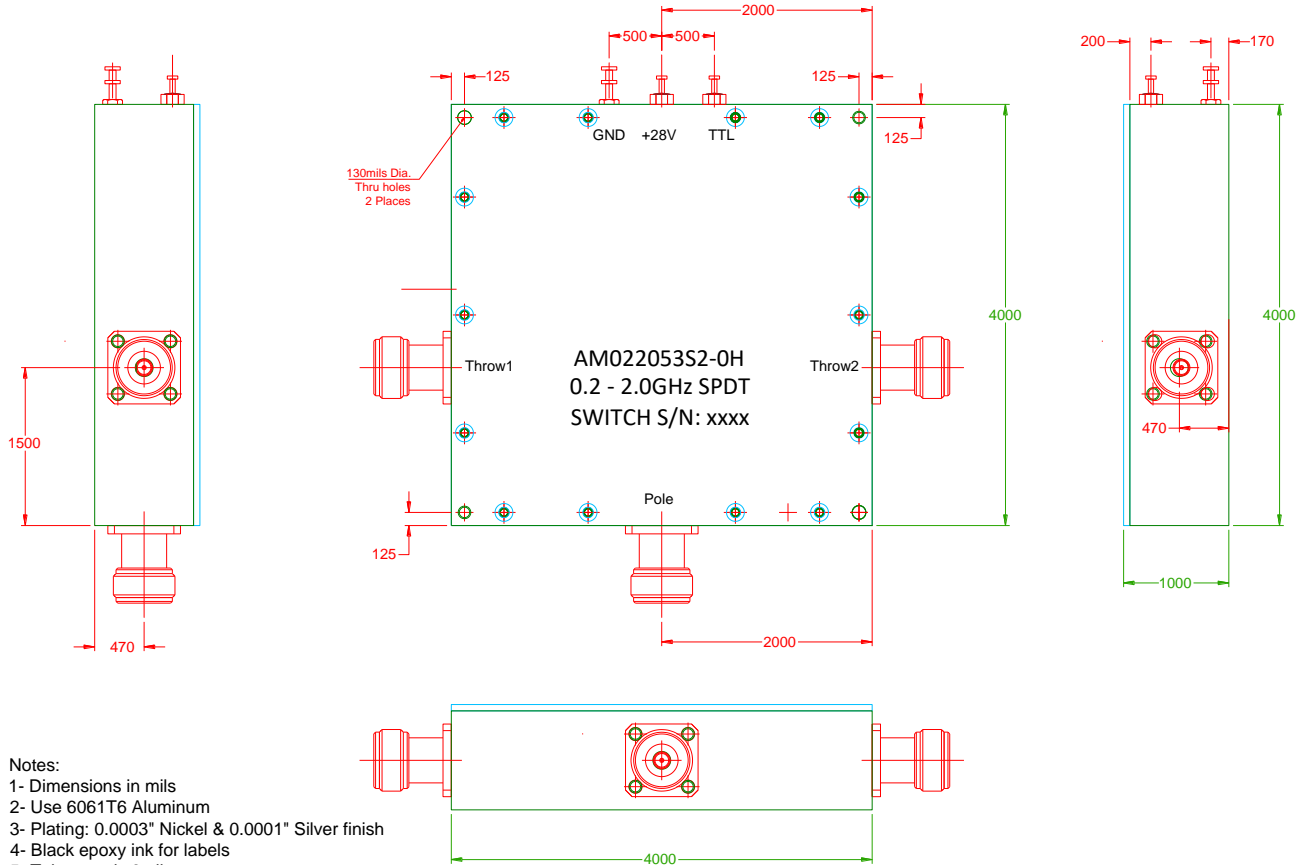 2000
500
500
125
125
200
170
GND +28V TTL
125
130mils Dia.
Thru holes
2 Places
4000
4000
Throw1
Throw2
AM022053S2-0H
0.2 - 2.0GHz SPDT
SWITCH S/N: xxxx
1500
470
Pole
125
1000
470
2000
Notes:
1- Dimensions in mils
2- Use 6061T6 Aluminum
3- Plating: 0.0003" Nickel & 0.0001" Silver finish
4- Black epoxy ink for labels
4000